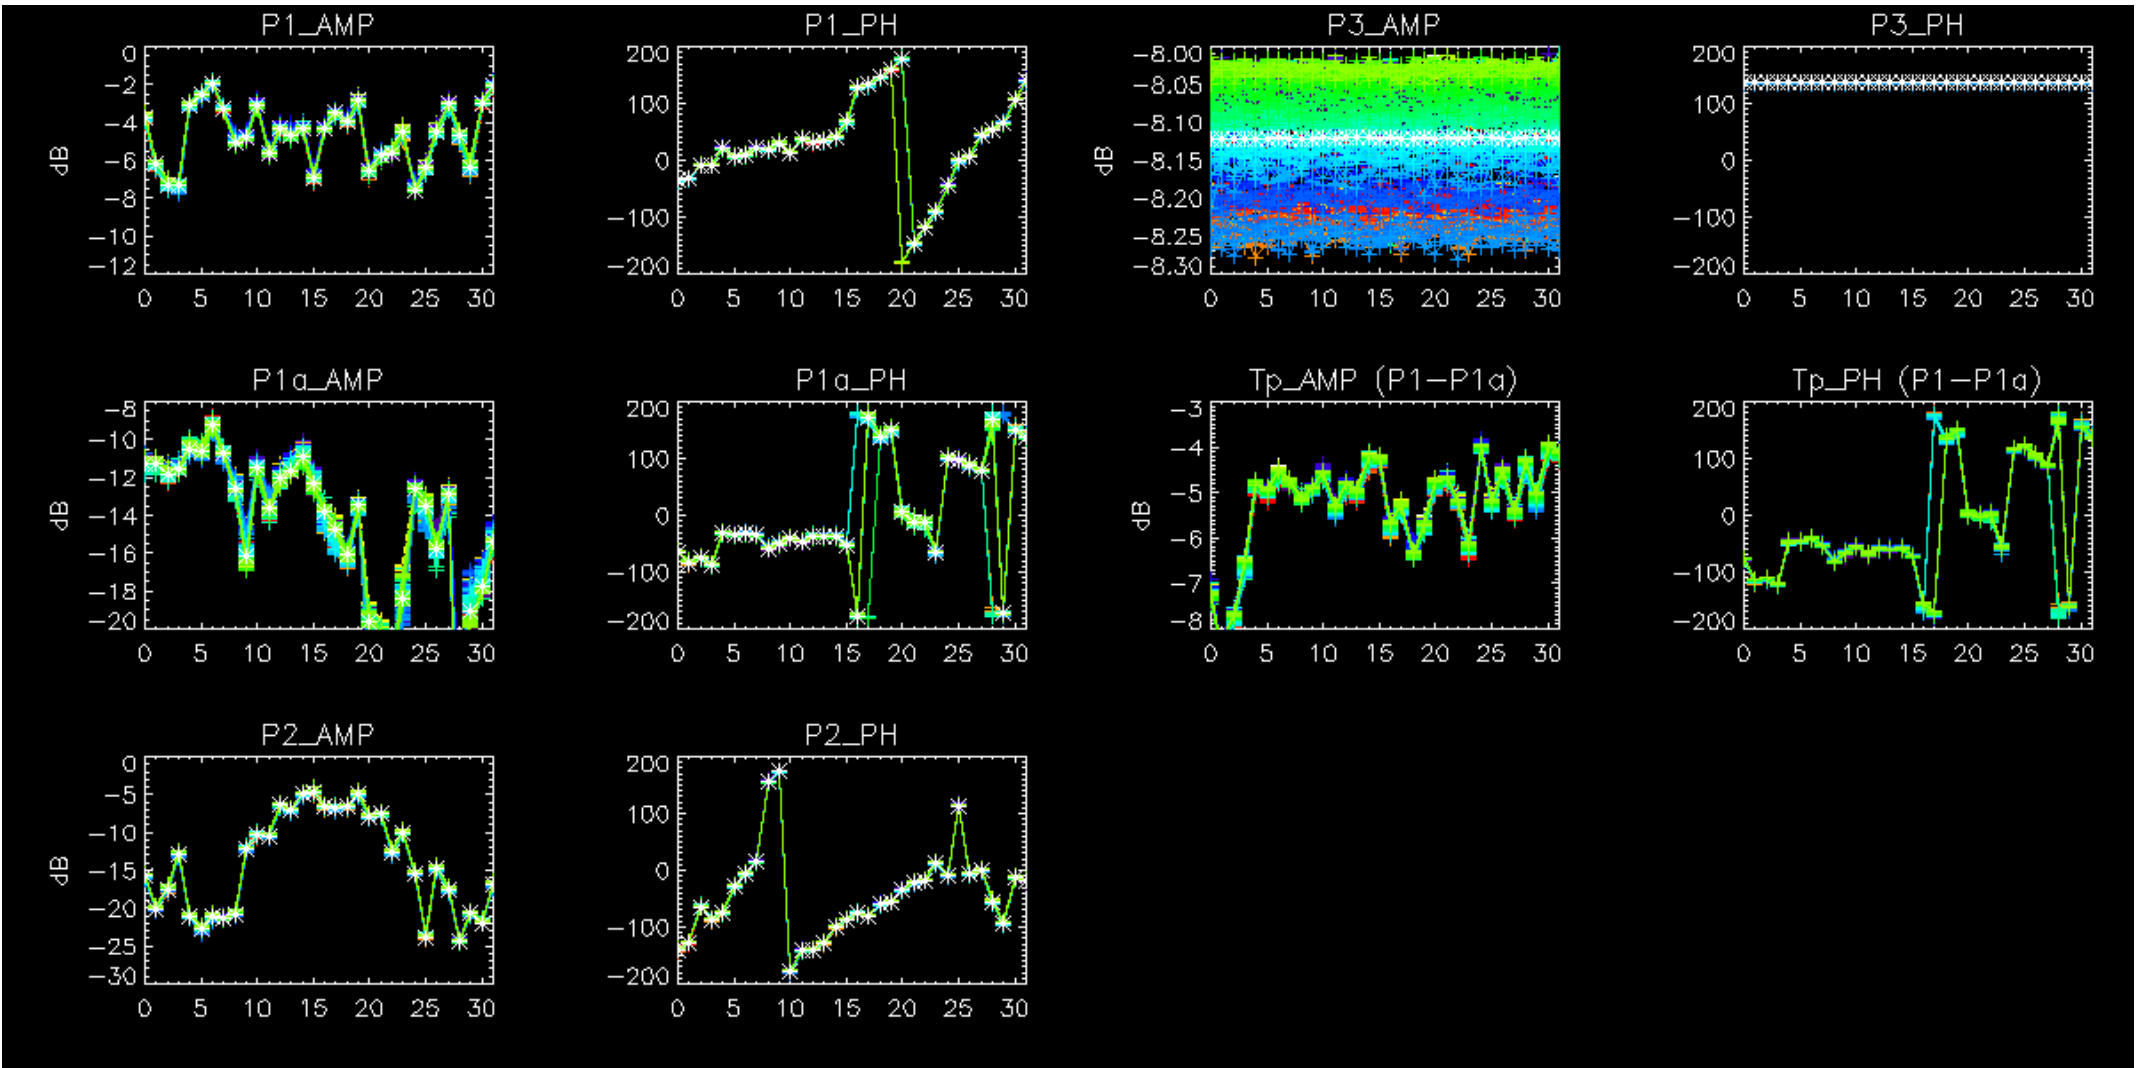 P1_AMP P1_PH P3_AMP P3_PH
0 200 -8.00 200
-2 -8.05
-4 100 -8.10 100
-6 0 -8.15 0
-8 -8.20
-10 -100 -8.25 -100
-12 -200 -8.30 -200
dB dB
0 5 10 15 20 25 30 0 5 10 15 20 25 30 0 5 10 15 20 25 30 0 5 10 15 20 25 30
P1a_AMP P1a_PH Tp_AMP (P1-P1a) Tp_PH (P1-P1a)
-8 200 -3 200
-10 100 -4 100
-12 -5
-14 0 0
-16 -100 -6 -100
-18 -7
-20 -200 -8 -200
dB dB
0 5 10 15 20 25 30 0 5 10 15 20 25 30 0 5 10 15 20 25 30 0 5 10 15 20 25 30
P2_AMP P2_PH
0 200
-5 100
-10
-15 0
-20 -100
-25
-30 -200
dB
0 5 10 15 20 25 30 0 5 10 15 20 25 30